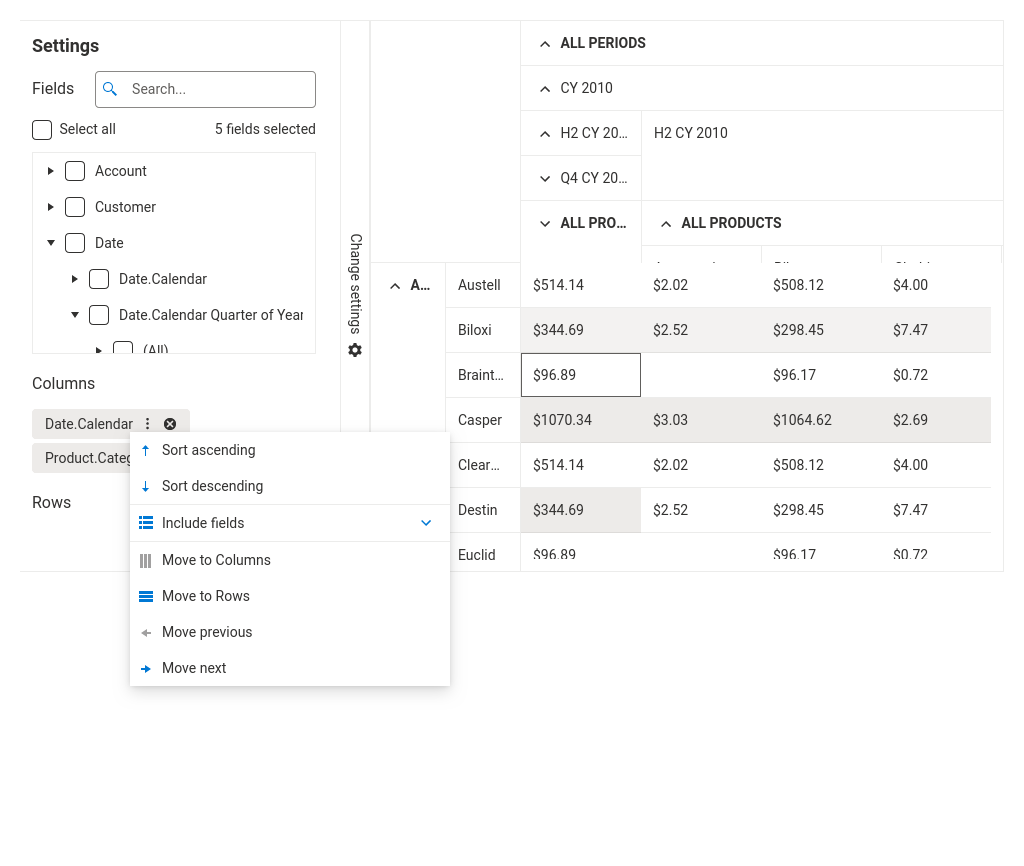 Settings
Fields
Search...
Select all
5 fields selected
Account
Customer
Date
Date.Calendar
Date.Calendar Quarter of Year
(All)
Columns
Date.Calendar
Product.Categ
Rows
Sort ascending
Sort descending
Include fields
Move to Columns
Move to Rows
Move previous
Move next
Change settings
ALL PERIODS
CY 2010
H2 CY 20... H2 CY 2010
Q4 CY 20...
ALL PRO... ALL PRODUCTS
A... Austell $514.14 $2.02 $508.12 $4.00
Biloxi $344.69 $2.52 $298.45 $7.47
Braint... $96.89 $96.17 $0.72
Casper $1070.34 $3.03 $1064.62 $2.69
Clear... $514.14 $2.02 $508.12 $4.00
Destin $344.69 $2.52 $298.45 $7.47
Euclid $96.89 $96.17 $0.72